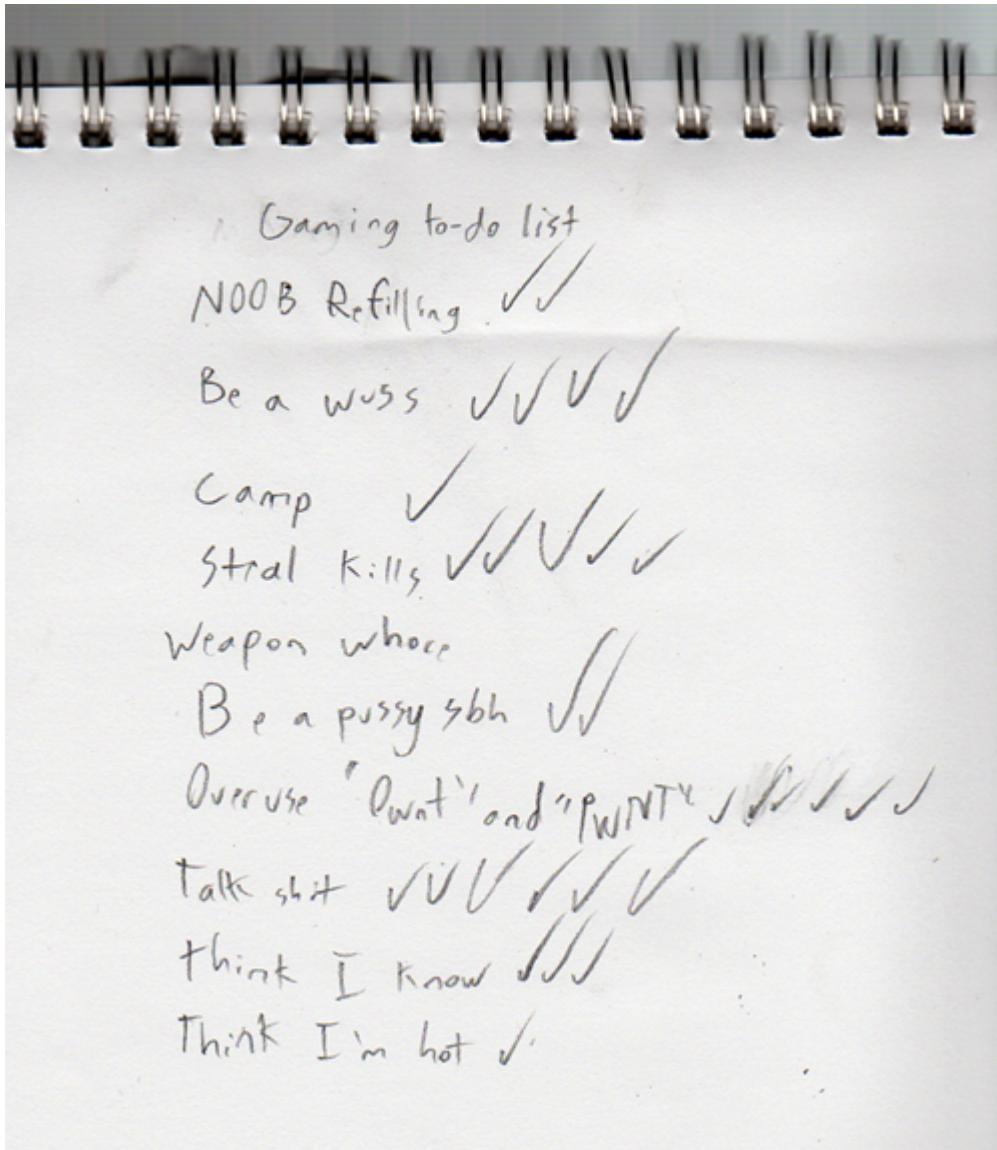 Gaming to-do list
NOOB Refilling ✓✓
Be a wuss ✓✓✓✓
Camp ✓
Steal kills ✓✓✓✓✓
Weapon whore
Be a pussy sbh ✓✓
Overuse "Ownt" and "PWNT" ✓✓✓✓✓✓
Talk shit ✓✓✓✓✓✓
think I know ✓✓✓
Think I'm hot ✓